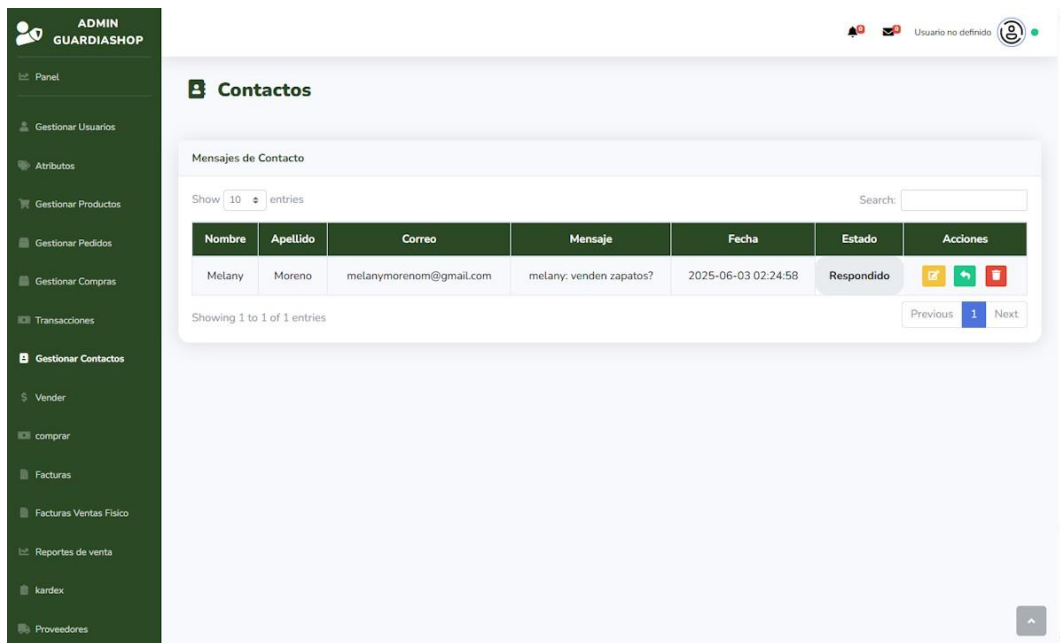 ADMIN
GUARDIASHOP
Panel
Gestionar Usuarios
Atributos
Gestionar Productos
Gestionar Pedidos
Gestionar Compras
Transacciones
Gestionar Contactos
Vender
comprar
Facturas
Facturas Ventas Fisico
Reportes de venta
kardex
Proveedores
Usuario no definido
Contactos
Mensajes de Contacto
Show 10 entries
Search:
Nombre Apellido Correo Mensaje Fecha Estado Acciones
Melany Moreno melanymorenom@gmail.com melany: venden zapatos? 2025-06-03 02:24:58 Respondido
Showing 1 to 1 of 1 entries
Previous 1 Next